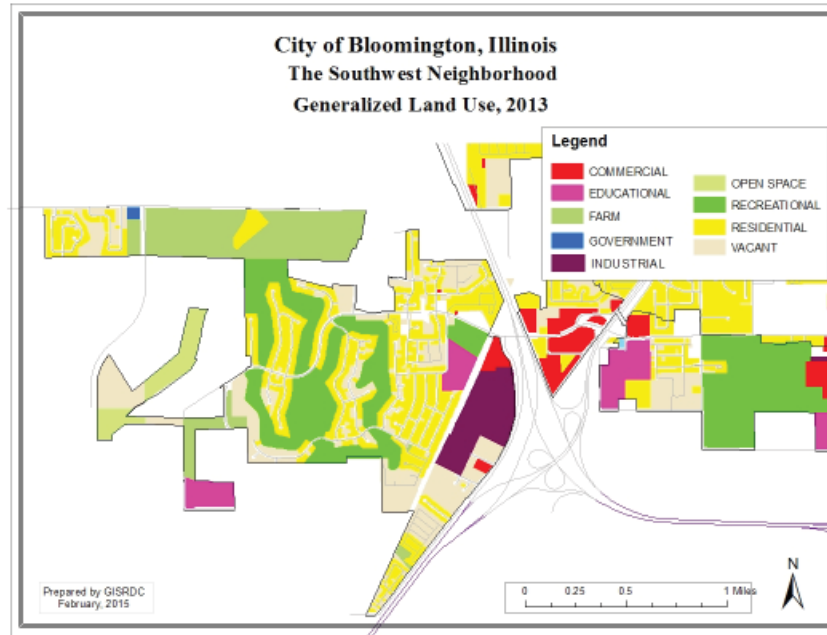 City of Bloomington, Illinois
The Southwest Neighborhood
Generalized Land Use, 2013
Legend
COMMERCIAL
EDUCATIONAL
FARM
GOVERNMENT
INDUSTRIAL
OPEN SPACE
RECREATIONAL
RESIDENTIAL
VACANT
Prepared by GISRDC
February, 2015
0 0.25 0.5 1 Miles
N